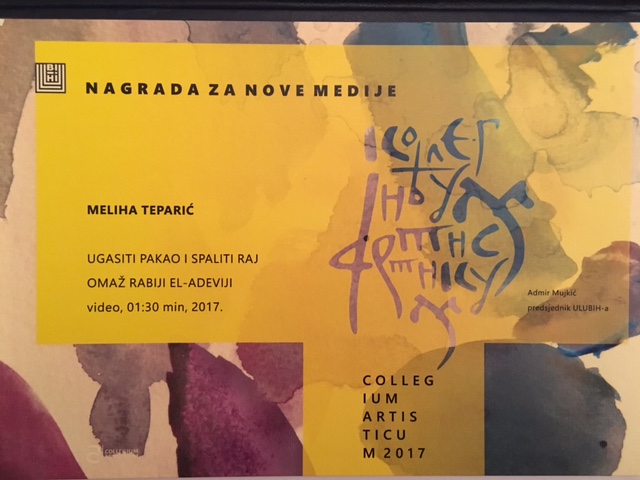 NAGRADA ZA NOVE MEDIJE
MELIHA TEPARIĆ
UGASITI PAKAO I SPALITI RAJ
OMAŽ RABIJI EL-ADEVIJI
video, 01:30 min, 2017.
Admir Mujkić
predsjednik ULUBIH-a
COLLEG
IUM
ARTIS
TICU
M 2017
COLLEGIUM